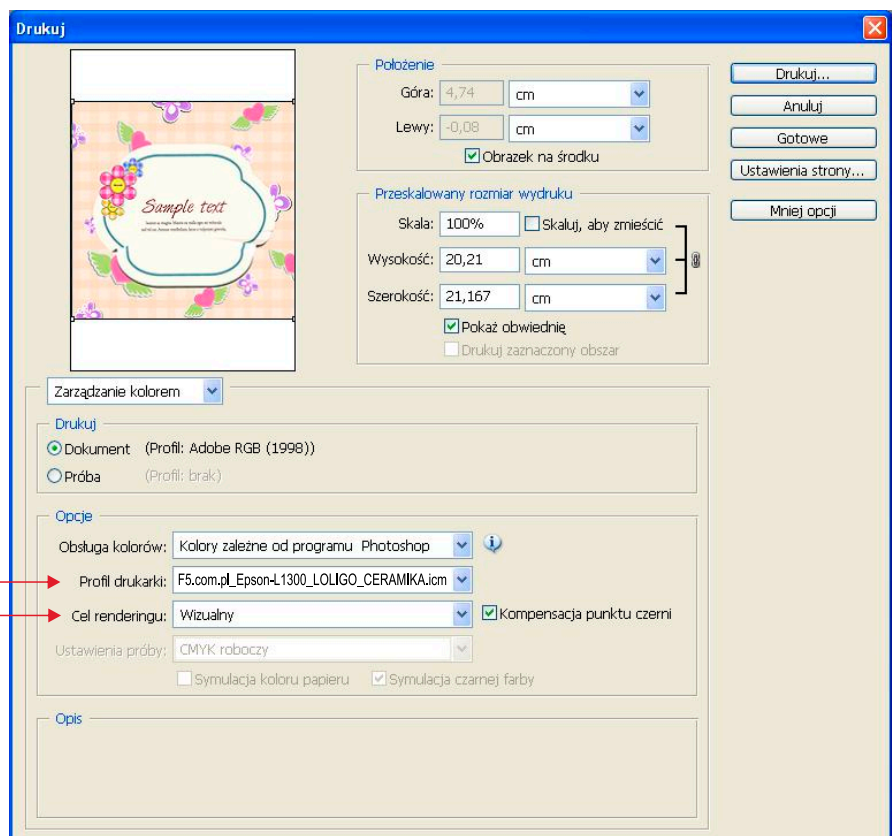 Drukuj
Położenie
Góra: 4,74 cm
Lewy: -0,08 cm
Obrazek na środku
Przeskalowany rozmiar wydruku
Skala: 100% Skaluj, aby zmieścić
Wysokość: 20,21 cm
Szerokość: 21,167 cm
Pokaż obwiednię
Drukuj zaznaczony obszar
Drukuj...
Anuluj
Gotowe
Ustawienia strony...
Mniej opcji
Sample text
Zarządzanie kolorem
Drukuj
Dokument (Profil: Adobe RGB (1998))
Próba (Profil: brak)
Opcje
Obsługa kolorów: Kolory zależne od programu Photoshop
Profil drukarki: F5.com.pl_Epson-L1300_LOLIGO_CERAMIKA.icm
Cel renderingu: Wizualny Kompensacja punktu czerni
Ustawienia próby: CMYK roboczy
Symulacja koloru papieru Symulacja czarnej farby
Opis